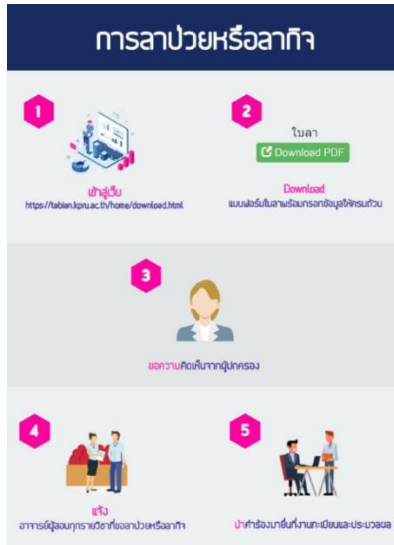 การลาป่วยหรือลากิจ
1
เข้าสู่เว็บ
https://tabian.kpru.ac.th/home/download.html
2
ใบลา
Download PDF
Download
แบบฟอร์มใบลาพร้อมกรอกข้อมูลให้ครบถ้วน
3
ขอความคิดเห็นจากผู้ปกครอง
4
แจ้ง
อาจารย์ผู้สอนทุกรายวิชาที่ขอลาป่วยหรือลากิจ
5
นำคำร้องมายื่นที่งานทะเบียนและประมวลผล